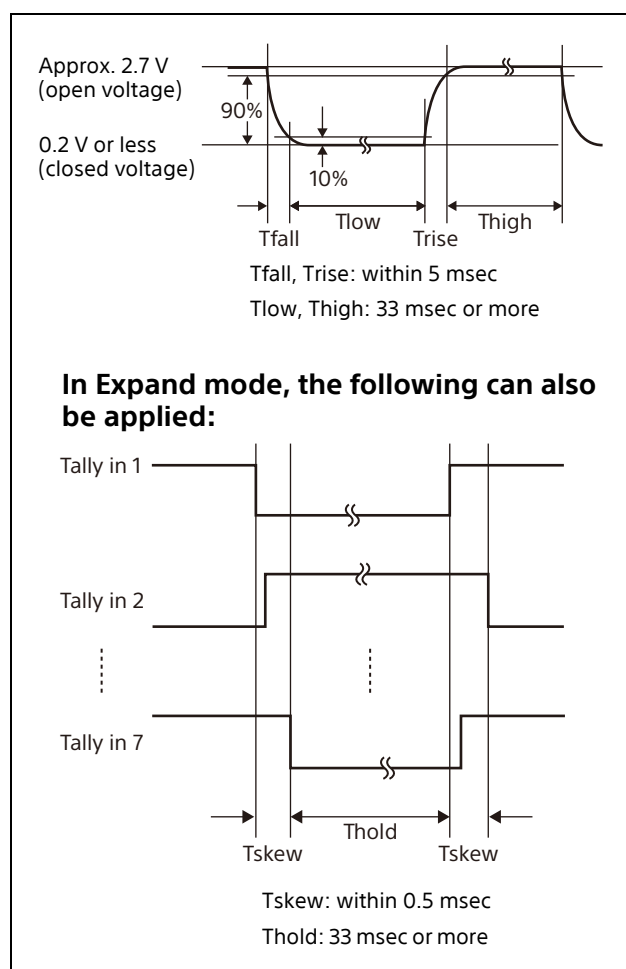 Approx. 2.7 V
(open voltage)
90%
0.2 V or less
(closed voltage)
10%
Tlow
Thigh
Tfall
Trise
Tfall, Trise: within 5 msec
Tlow, Thigh: 33 msec or more
In Expand mode, the following can also
be applied:
Tally in 1
Tally in 2
Tally in 7
Thold
Tskew
Tskew
Tskew: within 0.5 msec
Thold: 33 msec or more